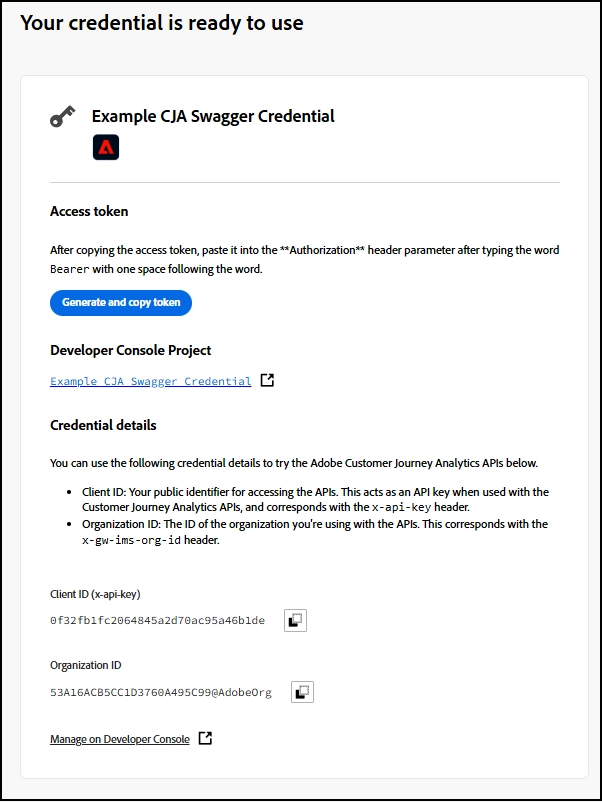 Your credential is ready to use
Example CJA Swagger Credential
Access token
After copying the access token, paste it into the **Authorization** header parameter after typing the word
Bearer with one space following the word.
Generate and copy token
Developer Console Project
Example CJA Swagger Credential
Credential details
You can use the following credential details to try the Adobe Customer Journey Analytics APIs below.
• Client ID: Your public identifier for accessing the APIs. This acts as an API key when used with the
Customer Journey Analytics APIs, and corresponds with the x-api-key header.
• Organization ID: The ID of the organization you're using with the APIs. This corresponds with the
x-gw-ims-org-id header.
Client ID (x-api-key)
0f32fb1fc2064845a2d70ac95a46b1de
Organization ID
53A16ACB5CC1D3760A495C99@AdobeOrg
Manage on Developer Console